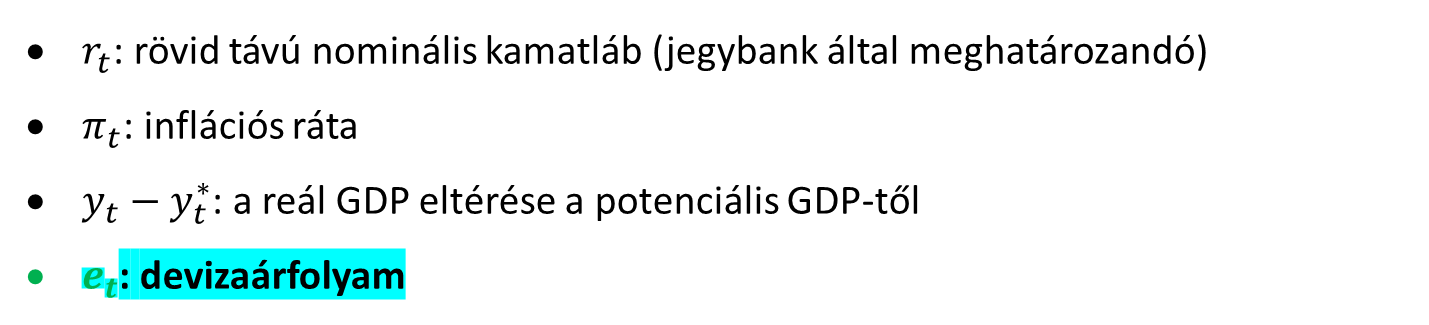 • r_t: rövid távú nominális kamatláb (jegybank által meghatározandó)
• π_t: inflációs ráta
• y_t − y_t^*: a reál GDP eltérése a potenciális GDP-től
• e_t: devizaárfolyam